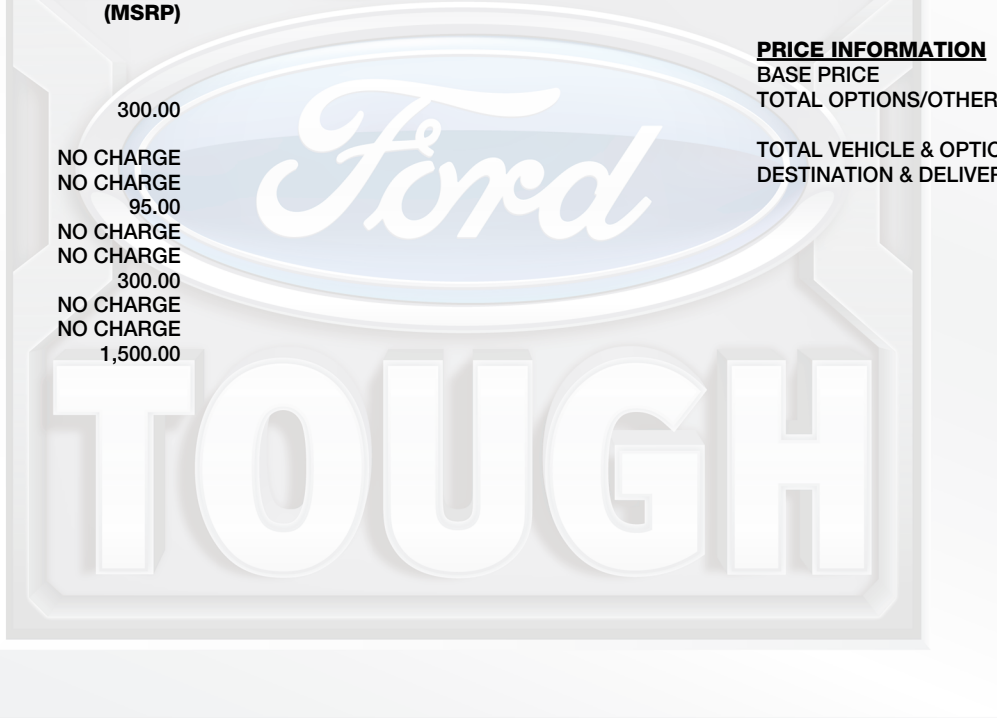 (MSRP)
300.00
NO CHARGE
NO CHARGE
95.00
NO CHARGE
NO CHARGE
300.00
NO CHARGE
NO CHARGE
1,500.00
PRICE INFORMATION
BASE PRICE
TOTAL OPTIONS/OTHER
TOTAL VEHICLE & OPTIO
DESTINATION & DELIVER
Ford
TOUGH